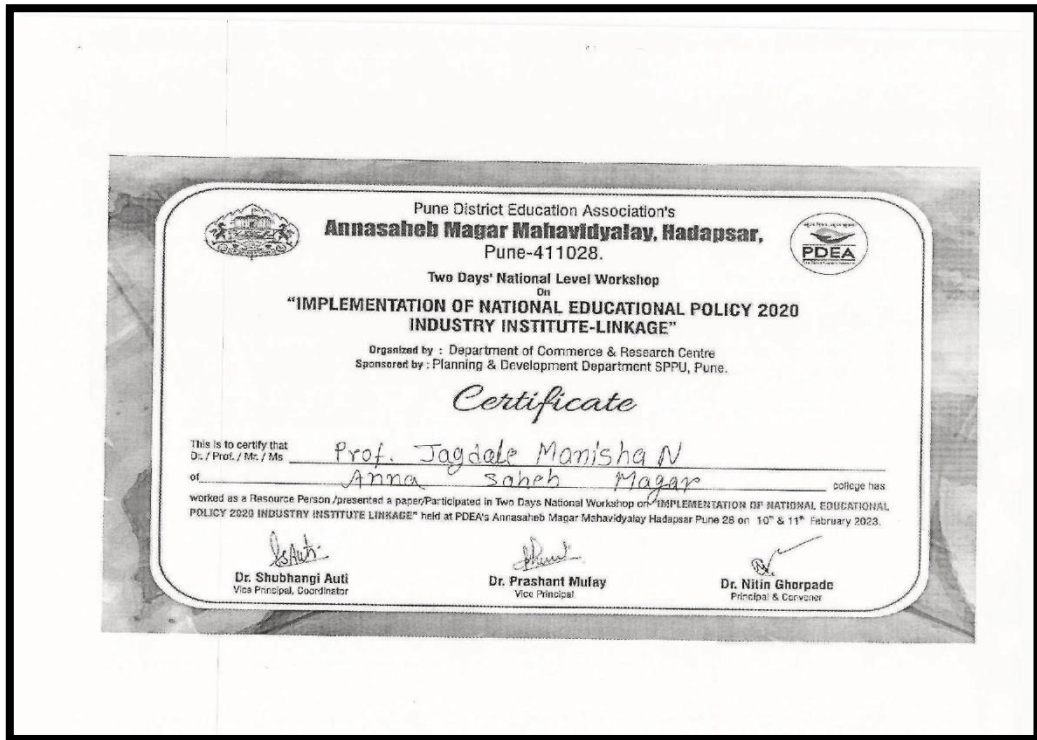 Pune District Education Association's
Annasaheb Magar Mahavidyalay, Hadapsar,
Pune-411028.
PDEA
Two Days' National Level Workshop
On
"IMPLEMENTATION OF NATIONAL EDUCATIONAL POLICY 2020
INDUSTRY INSTITUTE-LINKAGE"
Organized by : Department of Commerce & Research Centre
Sponsored by : Planning & Development Department SPPU, Pune.
Certificate
This is to certify that
Dr. / Prof. / Mr. / Ms Prof. Jagdale Manisha N
of Anna Saheb Magar college has
worked as a Resource Person /presented a paper/Participated in Two Days National Workshop on "IMPLEMENTATION OF NATIONAL EDUCATIONAL
POLICY 2020 INDUSTRY INSTITUTE LINKAGE" held at PDEA's Annasaheb Magar Mahavidyalay Hadapsar Pune 28 on 10th & 11th February 2023.
Dr. Shubhangi Auti
Vice Principal, Coordinator
Dr. Prashant Mulay
Vice Principal
Dr. Nitin Ghorpade
Principal & Convener